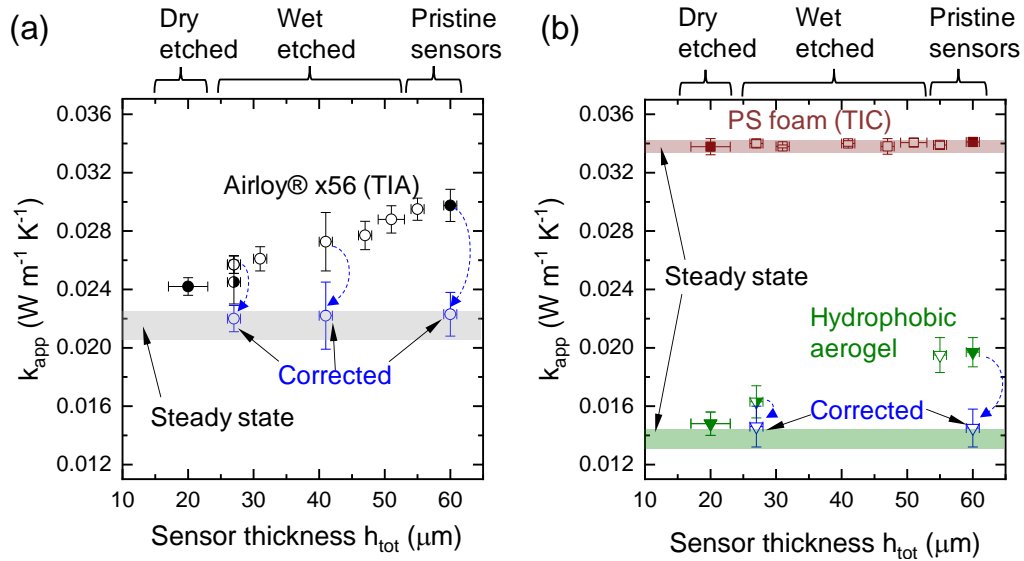 (a)
Dry
etched
Wet
etched
Pristine
sensors
0.036
0.032
0.028
0.024
0.020
0.016
0.012
k_app (W m⁻¹ K⁻¹)
Airloy® x56 (TIA)
Corrected
Steady state
10 20 30 40 50 60
Sensor thickness h_tot (μm)
(b)
Dry
etched
Wet
etched
Pristine
sensors
0.036
0.032
0.028
0.024
0.020
0.016
0.012
k_app (W m⁻¹ K⁻¹)
PS foam (TIC)
Steady state
Hydrophobic
aerogel
Corrected
10 20 30 40 50 60
Sensor thickness h_tot (μm)